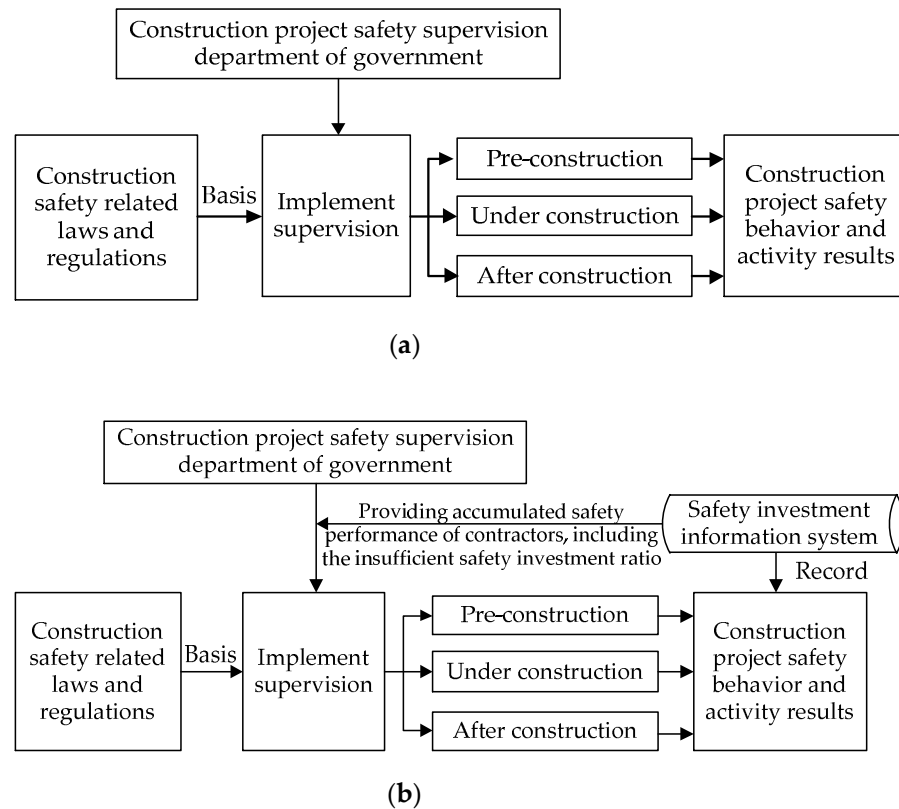 Construction project safety supervision
department of government
Construction
safety related
laws and
regulations
Basis
Implement
supervision
Pre-construction
Under construction
After construction
Construction
project safety
behavior and
activity results
(a)
Construction project safety supervision
department of government
Providing accumulated safety
performance of contractors, including
the insufficient safety investment ratio
Safety investment
information system
Record
Construction
safety related
laws and
regulations
Basis
Implement
supervision
Pre-construction
Under construction
After construction
Construction
project safety
behavior and
activity results
(b)